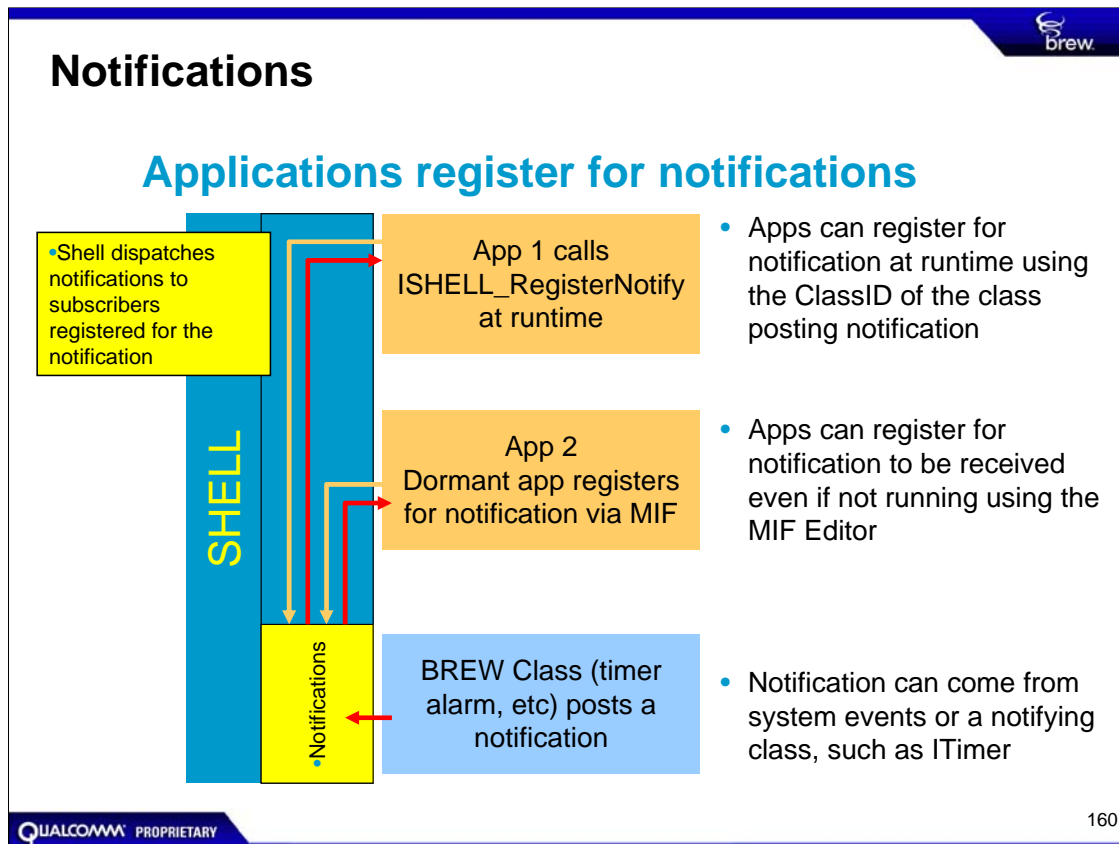 brew
Notifications
Applications register for notifications
•Shell dispatches
notifications to
subscribers
registered for the
notification
SHELL
•Notifications
App 1 calls
ISHELL_RegisterNotify
at runtime
App 2
Dormant app registers
for notification via MIF
BREW Class (timer
alarm, etc) posts a
notification
• Apps can register for
notification at runtime using
the ClassID of the class
posting notification
• Apps can register for
notification to be received
even if not running using the
MIF Editor
• Notification can come from
system events or a notifying
class, such as ITimer
QUALCOMM PROPRIETARY
160